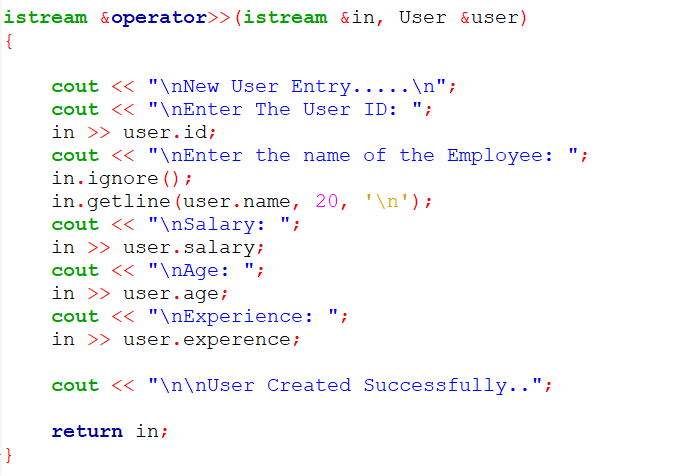 istream &operator>>(istream &in, User &user)
{
cout << "\nNew User Entry.....\n";
cout << "\nEnter The User ID: ";
in >> user.id;
cout << "\nEnter the name of the Employee: ";
in.ignore();
in.getline(user.name, 20, '\n');
cout << "\nSalary: ";
in >> user.salary;
cout << "\nAge: ";
in >> user.age;
cout << "\nExperience: ";
in >> user.experence;
cout << "\n\nUser Created Successfully..";
return in;
}